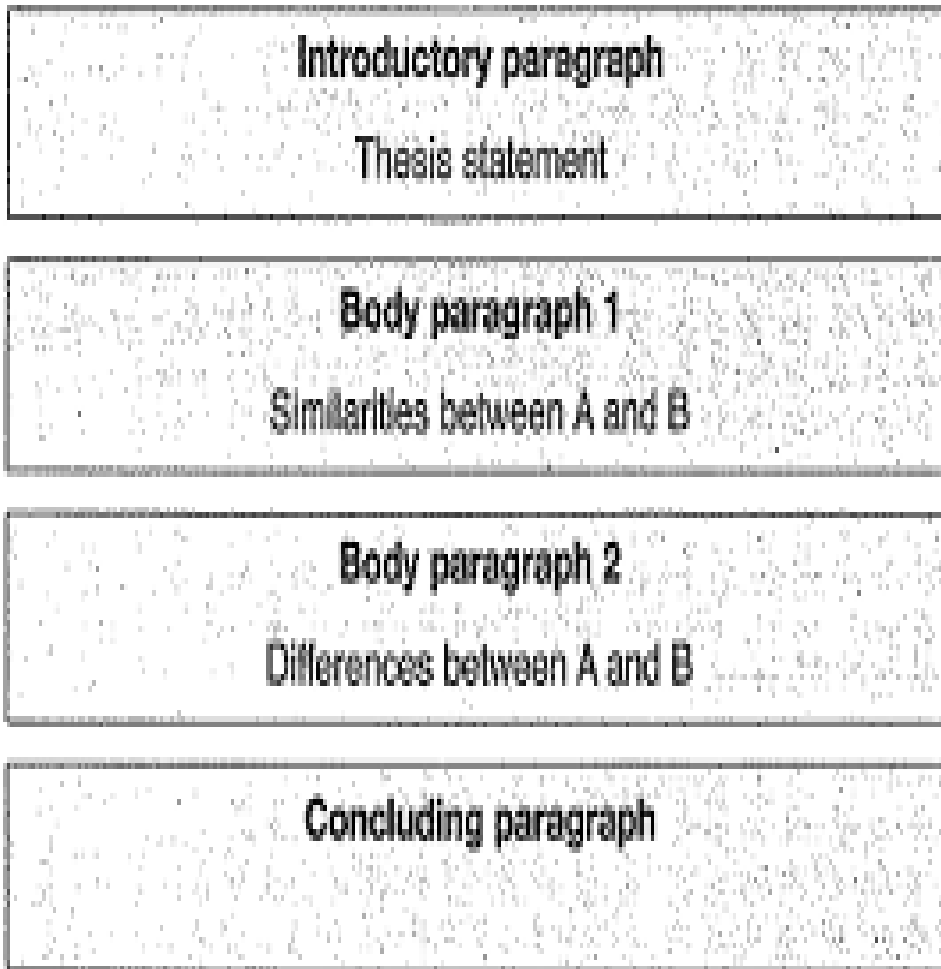 Introductory paragraph
Thesis statement
Body paragraph 1
Similarities between A and B
Body paragraph 2
Differences between A and B
Concluding paragraph